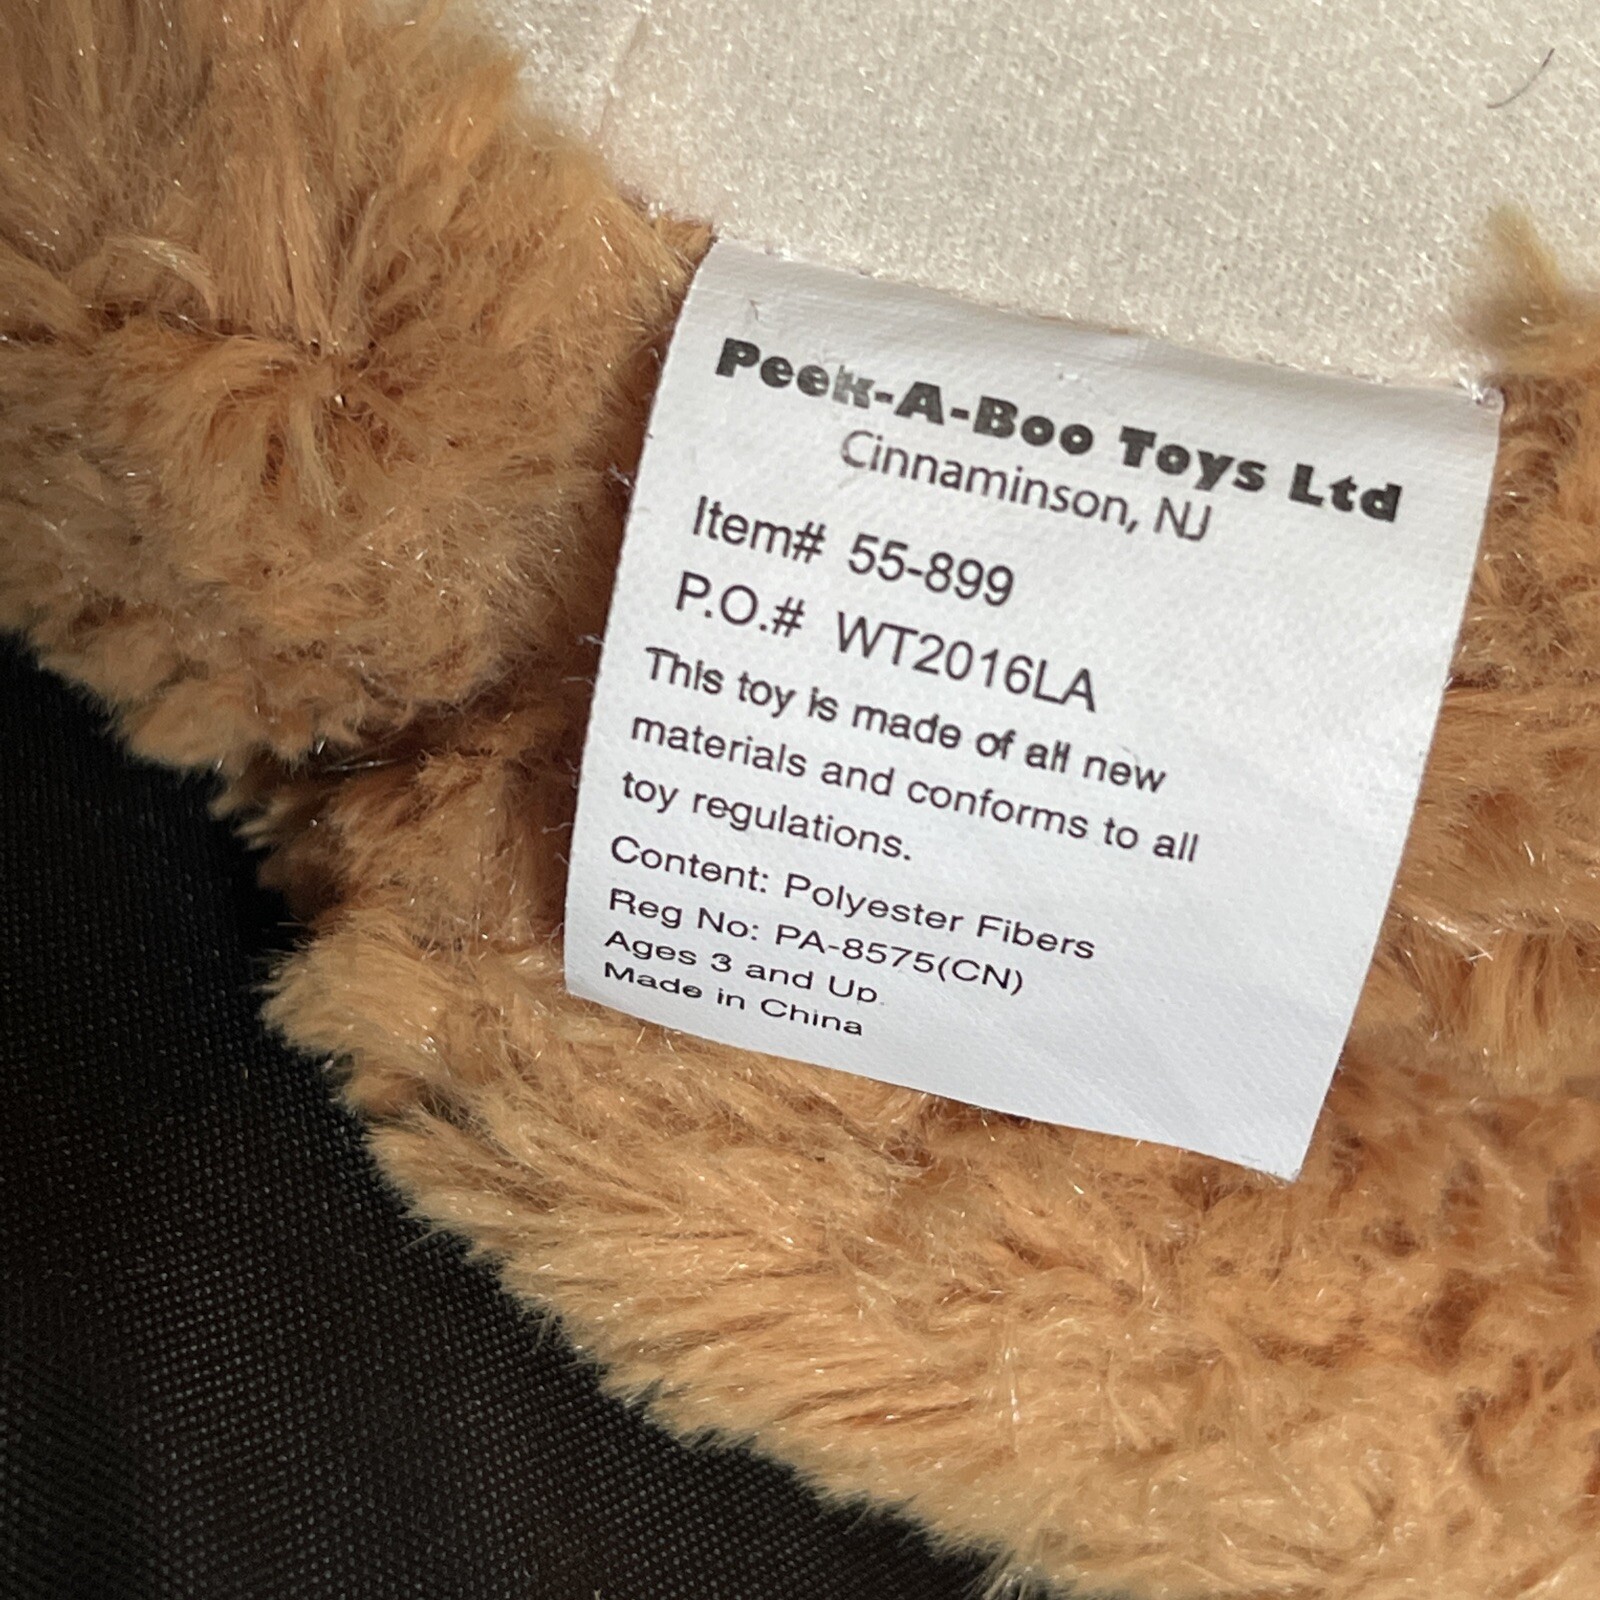 Peek-A-Boo Toys Ltd
Cinnaminson, NJ
Item# 55-899
P.O.# WT2016LA
This toy is made of all new
materials and conforms to all
toy regulations.
Content: Polyester Fibers
Reg No: PA-8575(CN)
Ages 3 and Up.
Made in China